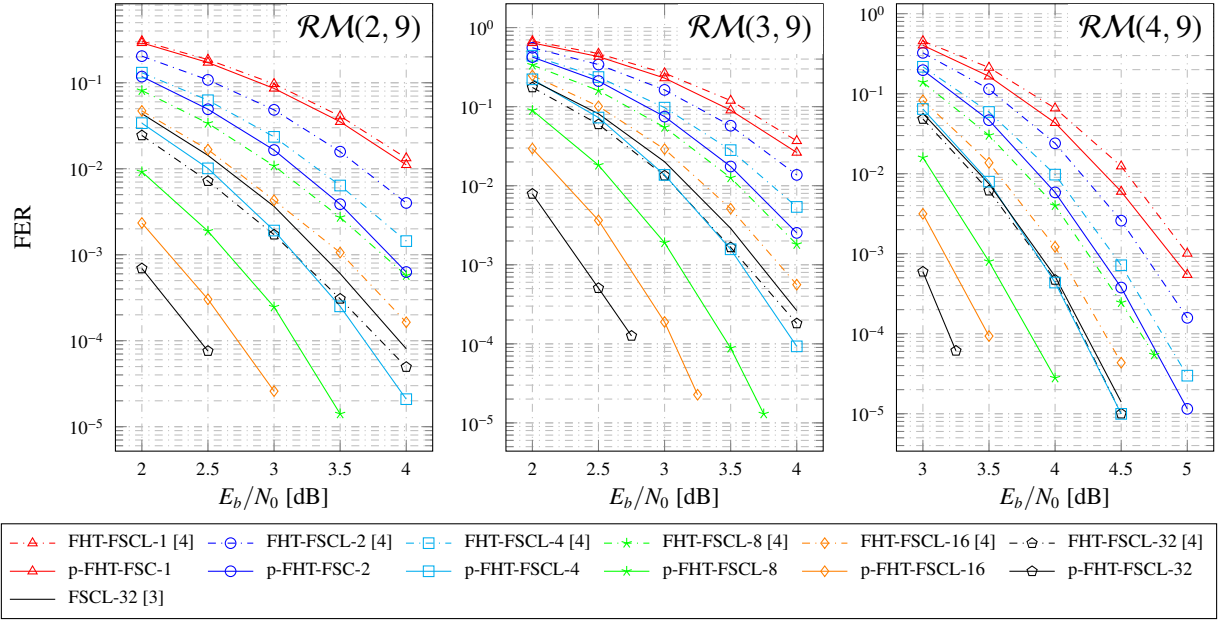 RM(2, 9)
RM(3, 9)
RM(4, 9)
FER
10^-1
10^-2
10^-3
10^-4
10^-5
2 2.5 3 3.5 4
E_b/N_0 [dB]
10^0
10^-1
10^-2
10^-3
10^-4
10^-5
2 2.5 3 3.5 4
E_b/N_0 [dB]
10^0
10^-1
10^-2
10^-3
10^-4
10^-5
3 3.5 4 4.5 5
E_b/N_0 [dB]
FHT-FSCL-1 [4] FHT-FSCL-2 [4] FHT-FSCL-4 [4] FHT-FSCL-8 [4] FHT-FSCL-16 [4] FHT-FSCL-32 [4]
p-FHT-FSC-1 p-FHT-FSC-2 p-FHT-FSCL-4 p-FHT-FSCL-8 p-FHT-FSCL-16 p-FHT-FSCL-32
FSCL-32 [3]